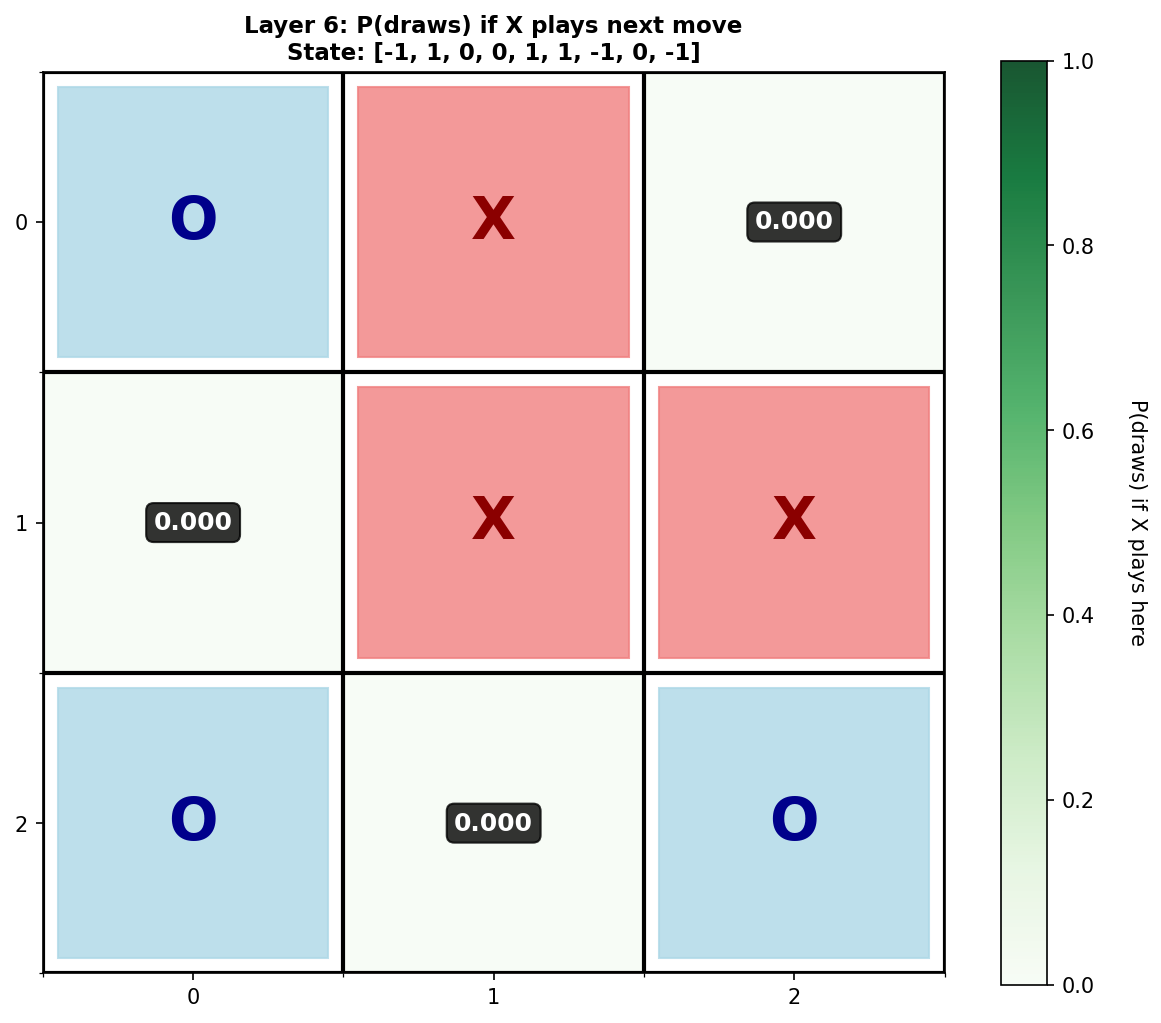 Layer 6: P(draws) if X plays next move
State: [-1, 1, 0, 0, 1, 1, -1, 0, -1]
0
O
X
0.000
1
0.000
X
X
2
O
0.000
O
0
1
2
1.0
0.8
0.6
0.4
0.2
0.0
P(draws) if X plays here